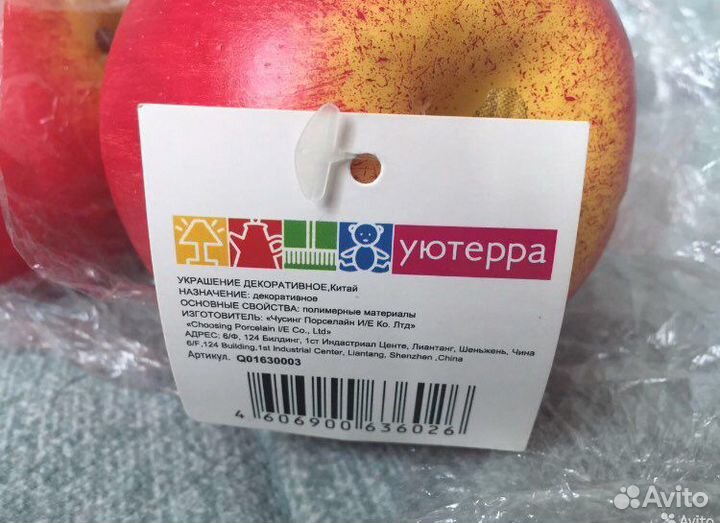 уютерра
УКРАШЕНИЕ ДЕКОРАТИВНОЕ,Китай
НАЗНАЧЕНИЕ: декоративное
ОСНОВНЫЕ СВОЙСТВА: полимерные материалы
ИЗГОТОВИТЕЛЬ: «Чусинг Порселайн И/Е Ко. Лтд»
«Choosing Porcelain I/E Co., Ltd»
АДРЕС: 6/Ф, 124 Билдинг, 1ст Индастриал Центе, Лиантанг, Шеньжень, Чина
6/F,124 Building,1st Industrial Center, Liantang, Shenzhen ,China
Артикул. Q01630003
4 606900 636026
Avito
Avito